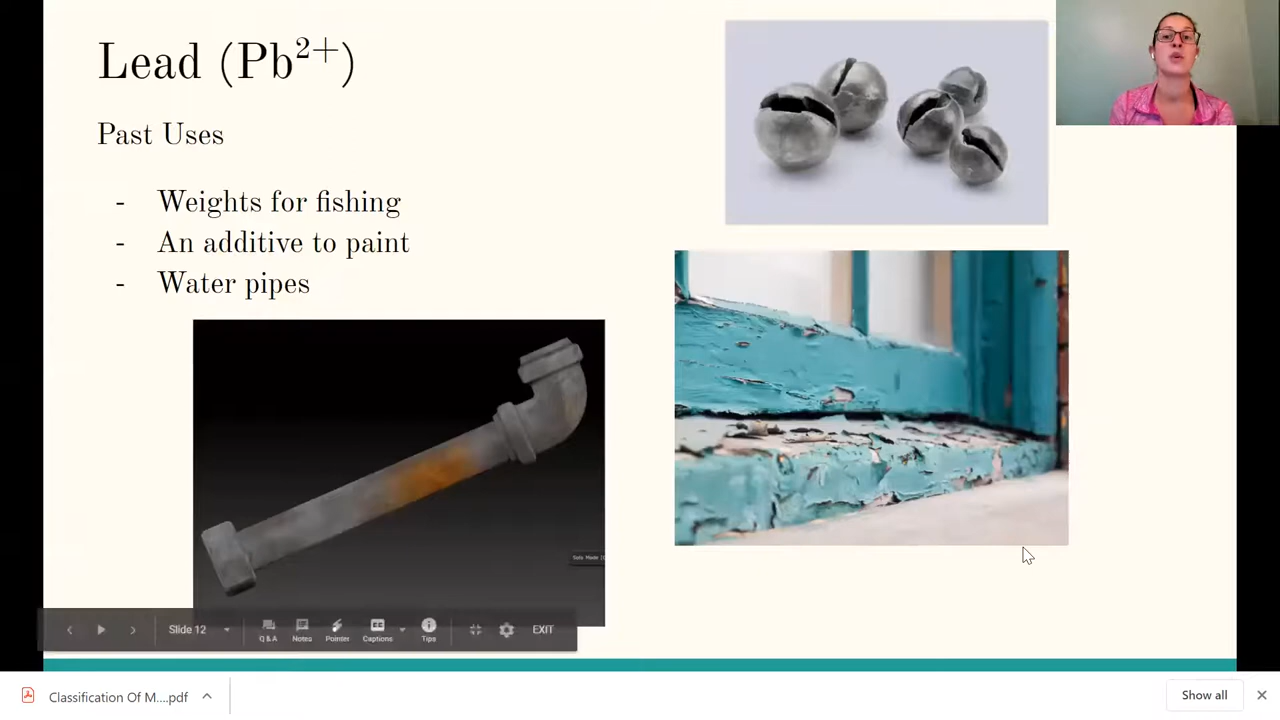 Lead (Pb²⁺)
Past Uses
- Weights for fishing
- An additive to paint
- Water pipes
Slide 12
Q & A
Notes
Pointer
Captions
Tips
EXIT
Classification Of M....pdf
Show all